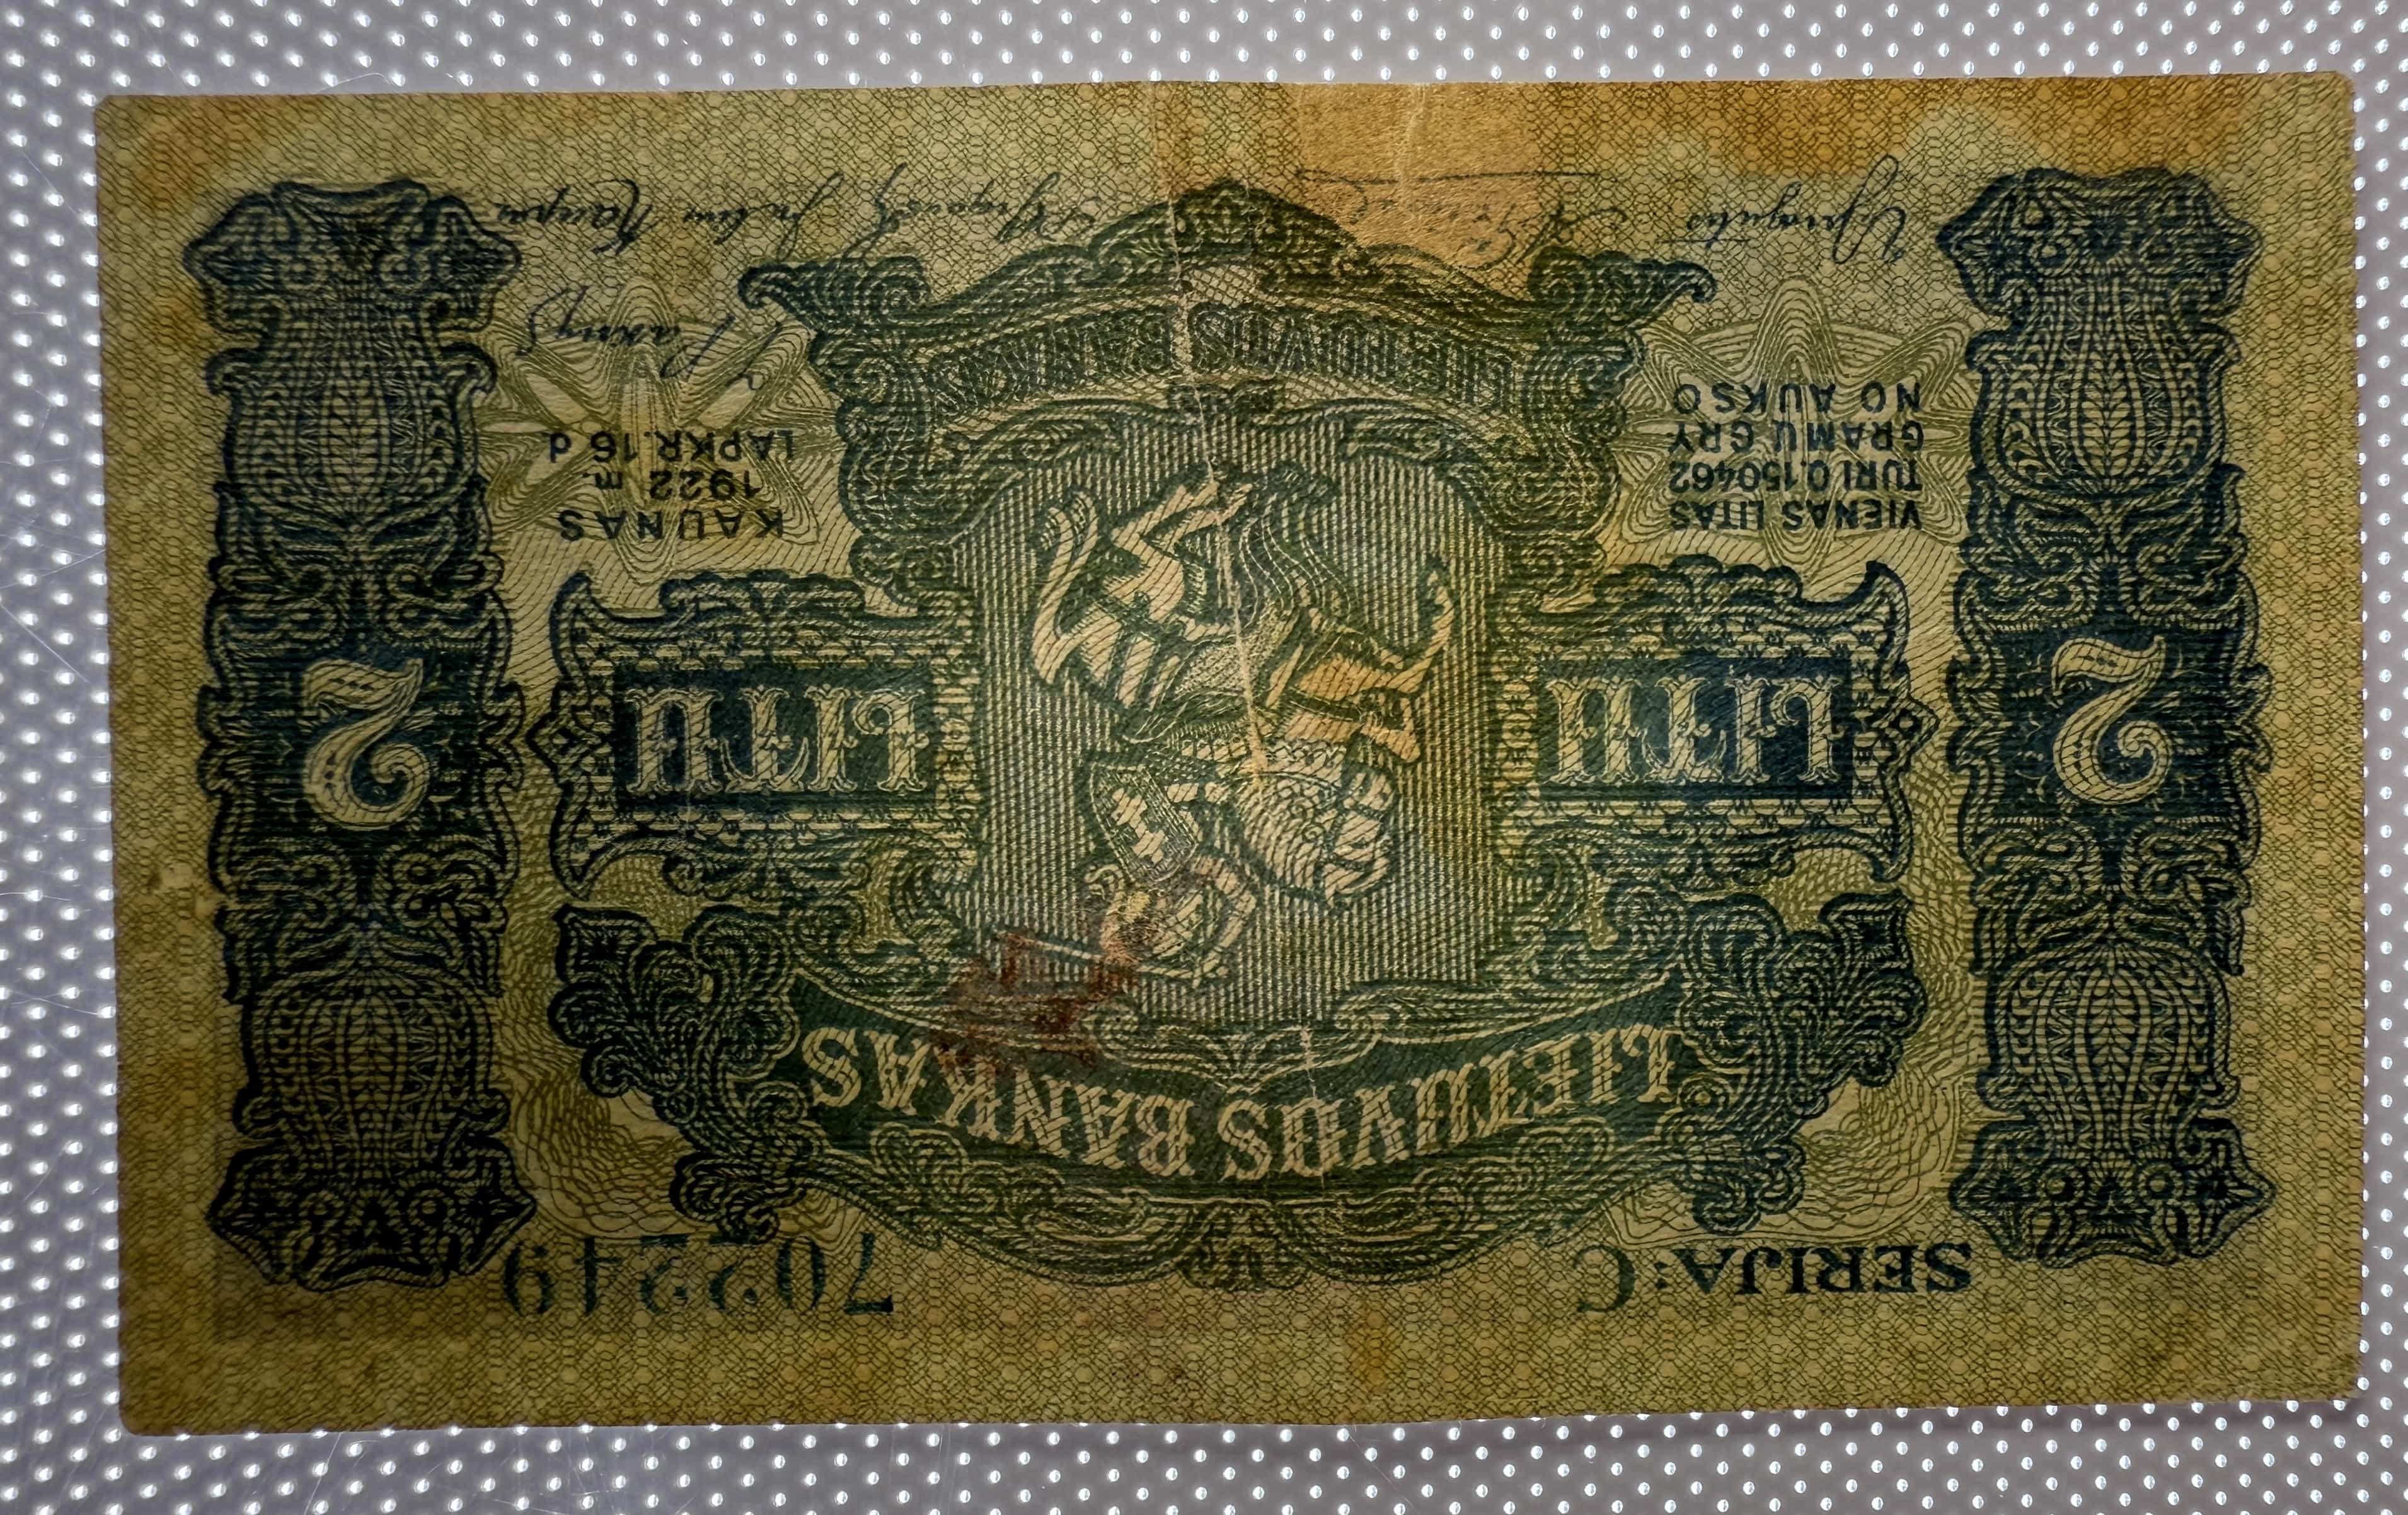 SERIJA: C
702249
LIETUVOS BANKAS
2
LITU
LITU
2
VIENAS LITAS
TURI 0,150462
GRAMŲ GRY
NO AUKSO
KAUNAS
1922 m.
LAPKR. 16 d.
LIETUVOS BANKAS